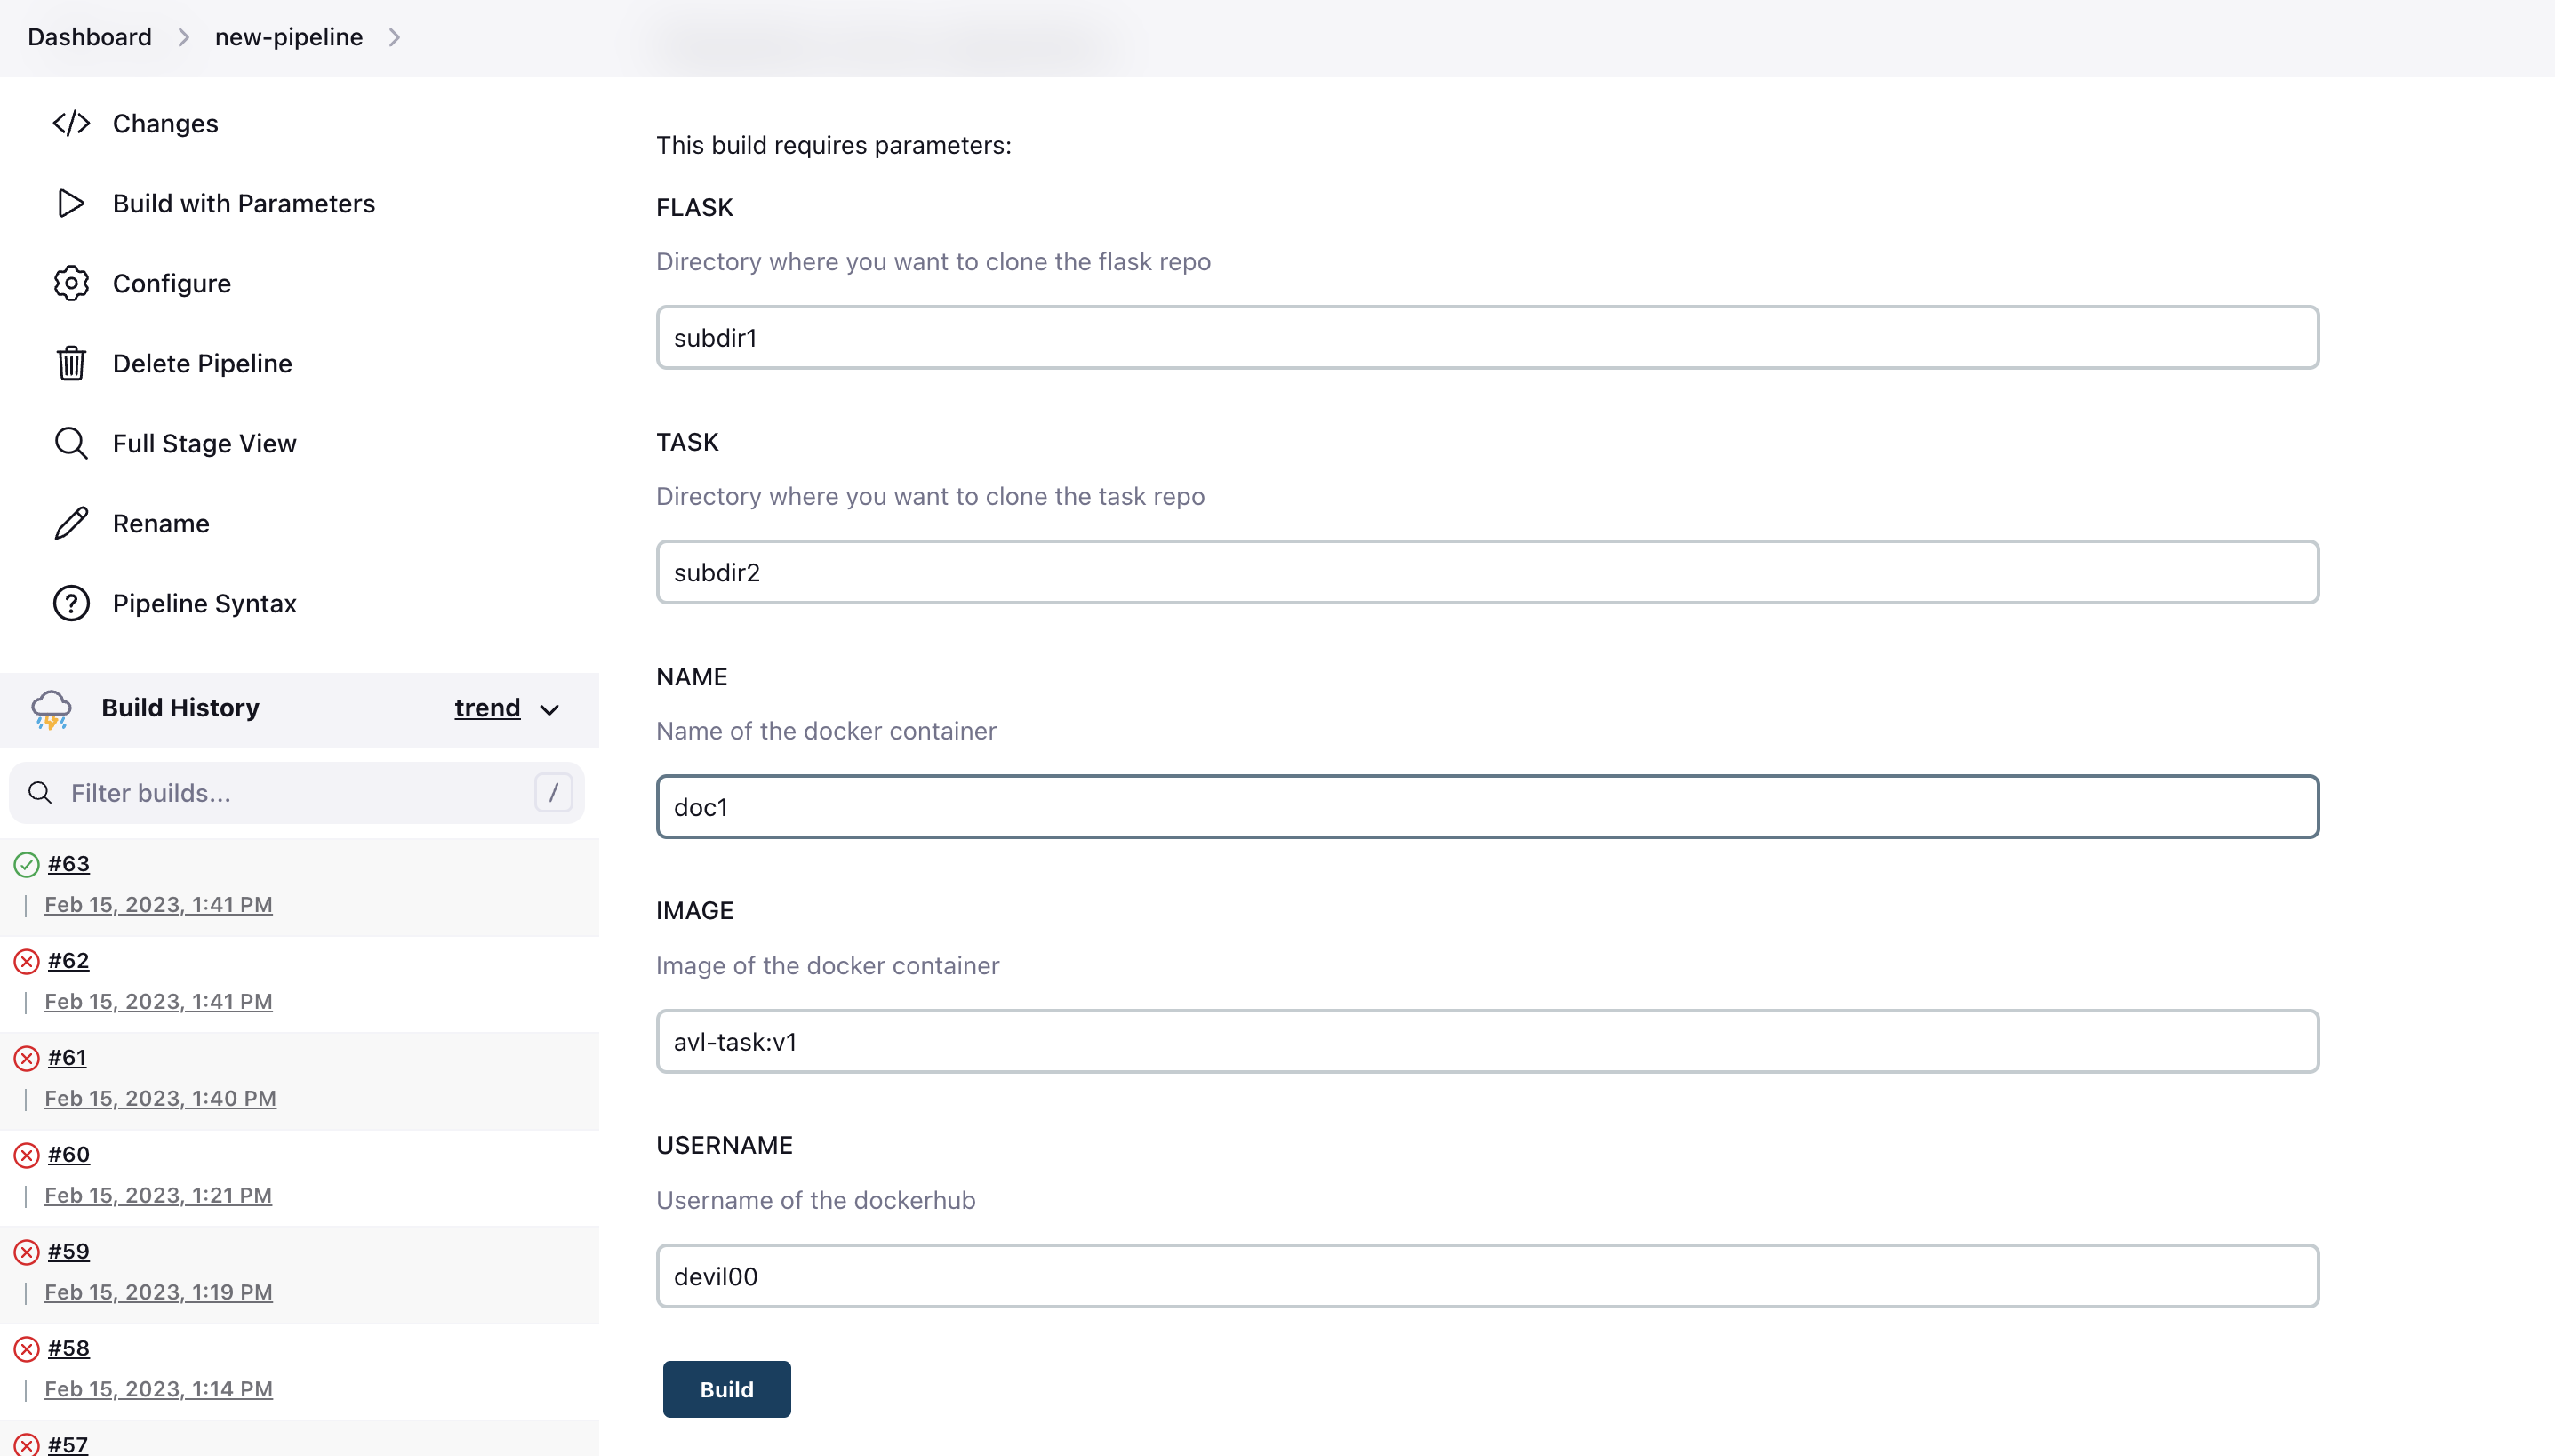 Dashboard > new-pipeline >
Changes
Build with Parameters
Configure
Delete Pipeline
Full Stage View
Rename
Pipeline Syntax
Build History trend
Filter builds... /
#63
Feb 15, 2023, 1:41 PM
#62
Feb 15, 2023, 1:41 PM
#61
Feb 15, 2023, 1:40 PM
#60
Feb 15, 2023, 1:21 PM
#59
Feb 15, 2023, 1:19 PM
#58
Feb 15, 2023, 1:14 PM
#57
This build requires parameters:
FLASK
Directory where you want to clone the flask repo
subdir1
TASK
Directory where you want to clone the task repo
subdir2
NAME
Name of the docker container
doc1
IMAGE
Image of the docker container
avl-task:v1
USERNAME
Username of the dockerhub
devil00
Build